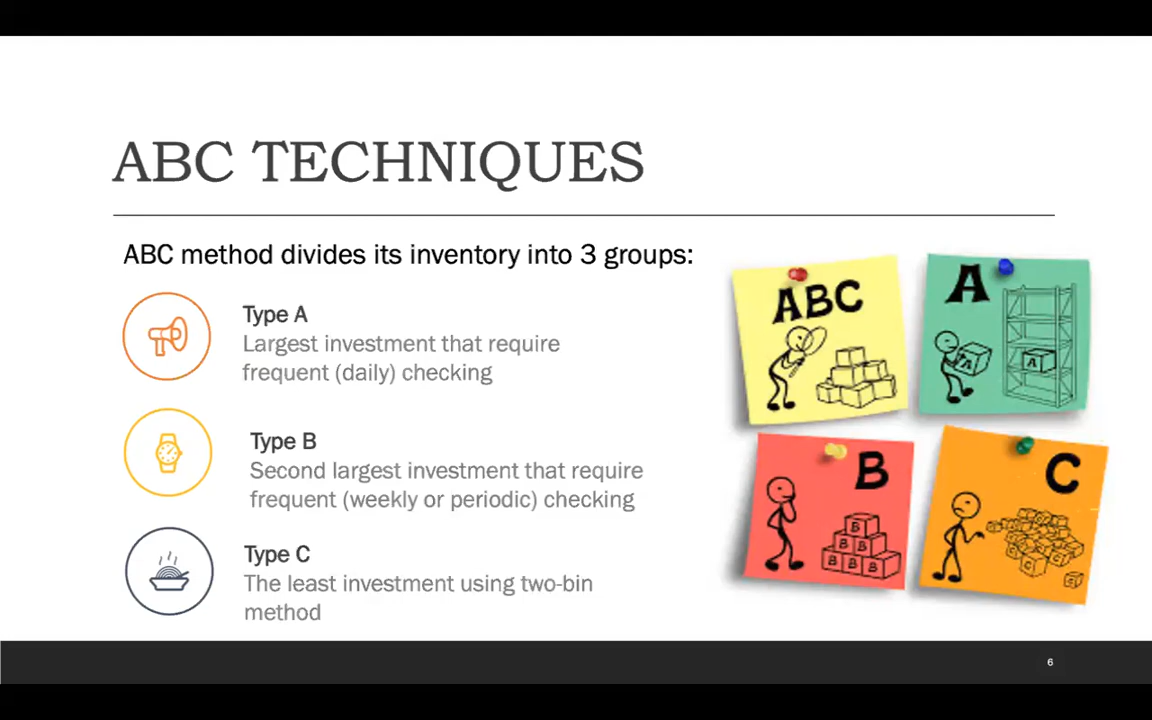 ABC TECHNIQUES
ABC method divides its inventory into 3 groups:
Type A
Largest investment that require
frequent (daily) checking
Type B
Second largest investment that require
frequent (weekly or periodic) checking
Type C
The least investment using two-bin
method
ABC
A
A
A
B
B
B B
B B B
C
C
6